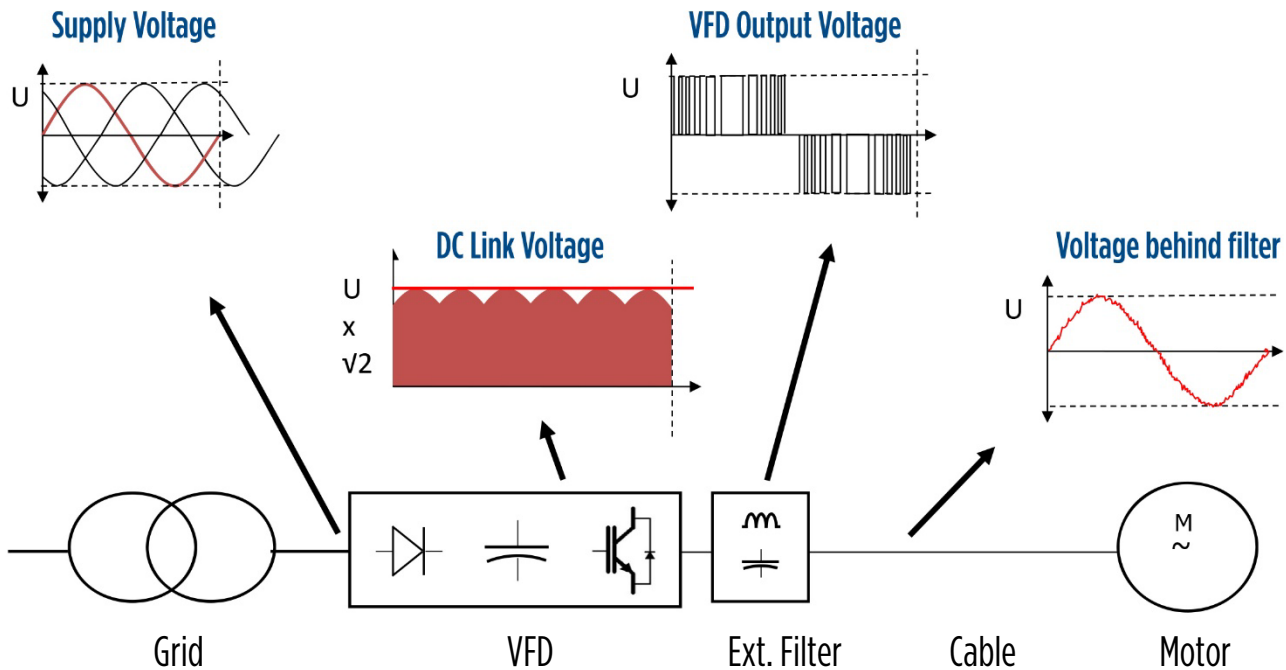 Supply Voltage
U
VFD Output Voltage
U
DC Link Voltage
U
x
√2
Voltage behind filter
U
M
~
Grid
VFD
Ext. Filter
Cable
Motor